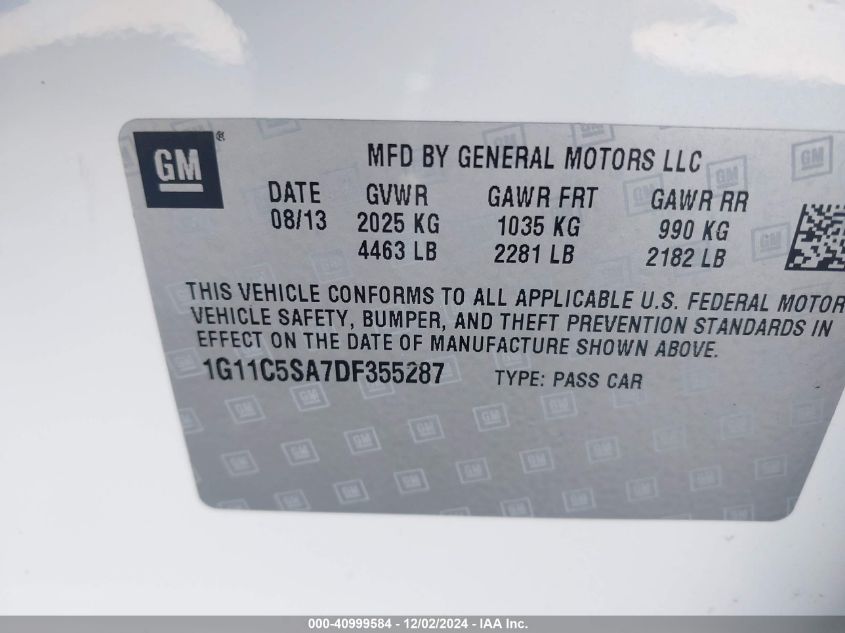 GM ®
MFD BY GENERAL MOTORS LLC
DATE GVWR GAWR FRT GAWR RR
08/13 2025 KG 1035 KG 990 KG
4463 LB 2281 LB 2182 LB
THIS VEHICLE CONFORMS TO ALL APPLICABLE U.S. FEDERAL MOTOR
VEHICLE SAFETY, BUMPER, AND THEFT PREVENTION STANDARDS IN
EFFECT ON THE DATE OF MANUFACTURE SHOWN ABOVE.
1G11C5SA7DF355287 TYPE: PASS CAR
000-40999584 - 12/02/2024 - IAA Inc.